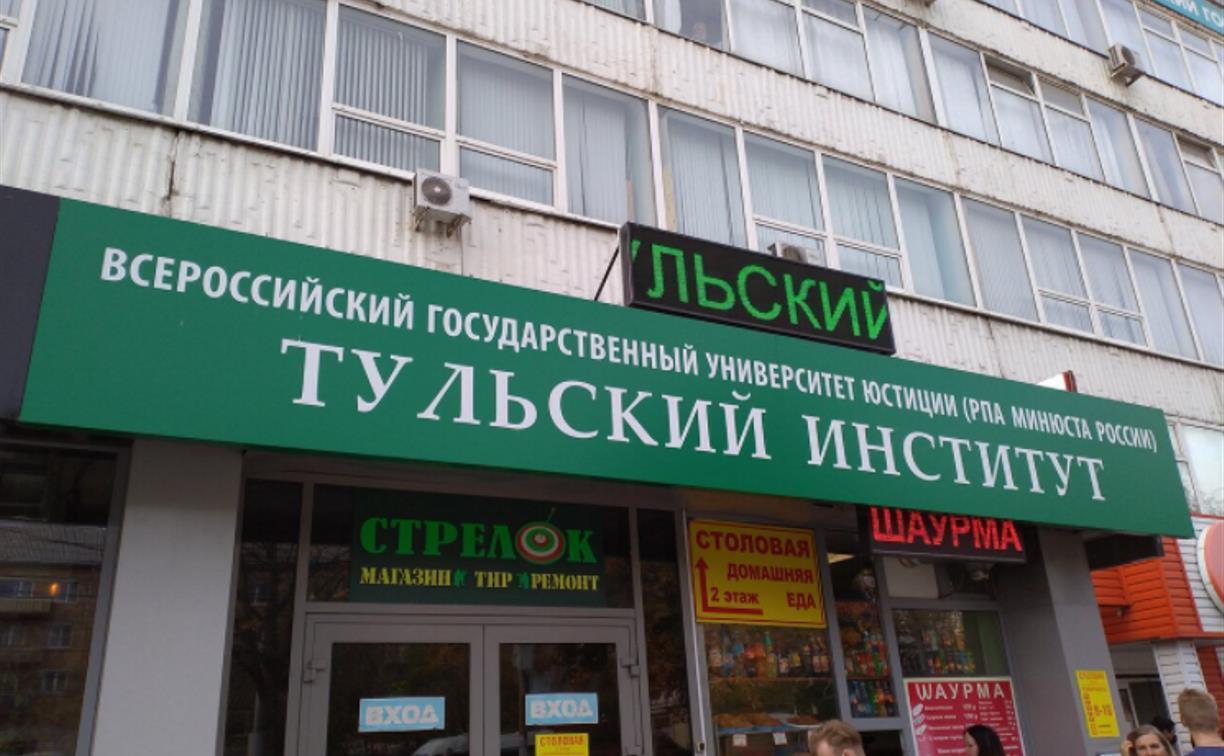 ВСЕРОССИЙСКИЙ ГОСУДАРСТВЕННЫЙ УНИВЕРСИТЕТ ЮСТИЦИИ (РПА МИНЮСТА РОССИИ)
ТУЛЬСКИЙ ИНСТИТУТ
УЛЬСКИЙ
СТРЕЛОК
МАГАЗИН ТИР РЕМОНТ
СТОЛОВАЯ
ДОМАШНЯЯ
2 этаж ЕДА
ШАУРМА
ВХОД
ВХОД
СТОЛОВАЯ
ШАУРМА
СТОЛОВАЯ